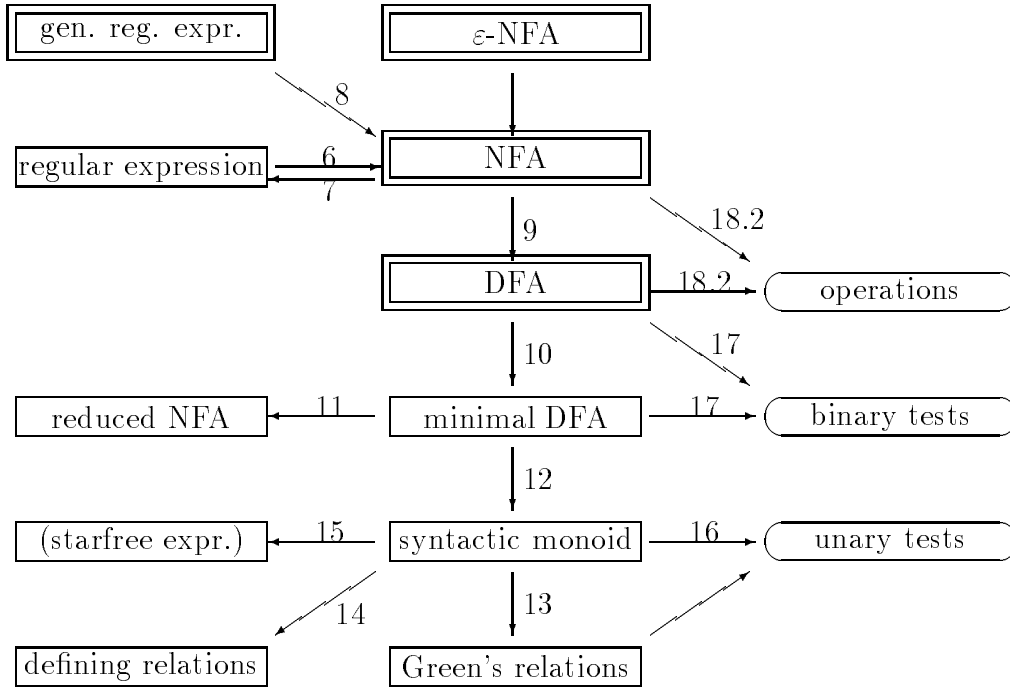 gen. reg. expr.
ε-NFA
8
NFA
regular expression
6
7
18.2
9
DFA
18.2
operations
10
17
reduced NFA
11
minimal DFA
17
binary tests
12
(starfree expr.)
15
syntactic monoid
16
unary tests
14
13
defining relations
Green's relations